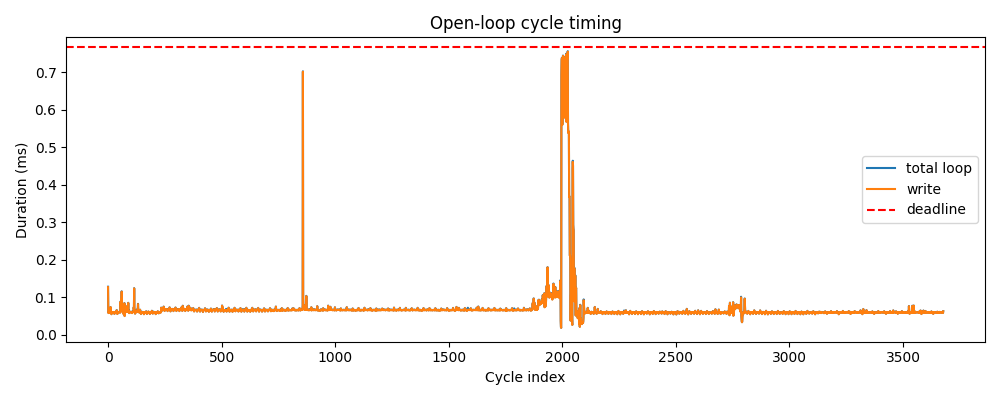 Open-loop cycle timing
Duration (ms)
0.7
0.6
0.5
0.4
0.3
0.2
0.1
0.0
total loop
write
deadline
0 500 1000 1500 2000 2500 3000 3500
Cycle index